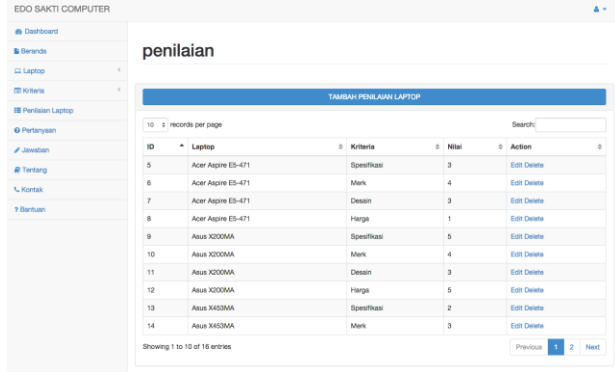 EDO SAKTI COMPUTER
Dashboard
Beranda
Laptop
Kriteria
Penilaian Laptop
Pertanyaan
Jawaban
Tentang
Kontak
? Bantuan
penilaian
TAMBAH PENILAIAN LAPTOP
10 records per page Search:
ID Laptop Kriteria Nilai Action
5 Acer Aspire E5-471 Spesifikasi 3 Edit Delete
6 Acer Aspire E5-471 Merk 4 Edit Delete
7 Acer Aspire E5-471 Desain 3 Edit Delete
8 Acer Aspire E5-471 Harga 1 Edit Delete
9 Asus X200MA Spesifikasi 5 Edit Delete
10 Asus X200MA Merk 4 Edit Delete
11 Asus X200MA Desain 3 Edit Delete
12 Asus X200MA Harga 5 Edit Delete
13 Asus X453MA Spesifikasi 2 Edit Delete
14 Asus X453MA Merk 3 Edit Delete
Showing 1 to 10 of 16 entries Previous 1 2 Next